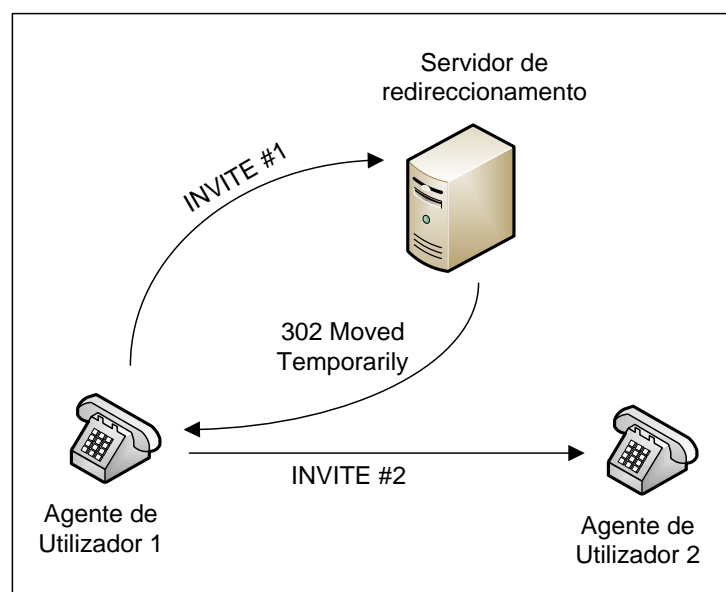 Servidor de
redireccionamento
INVITE #1
302 Moved
Temporarily
INVITE #2
Agente de
Utilizador 1
Agente de
Utilizador 2